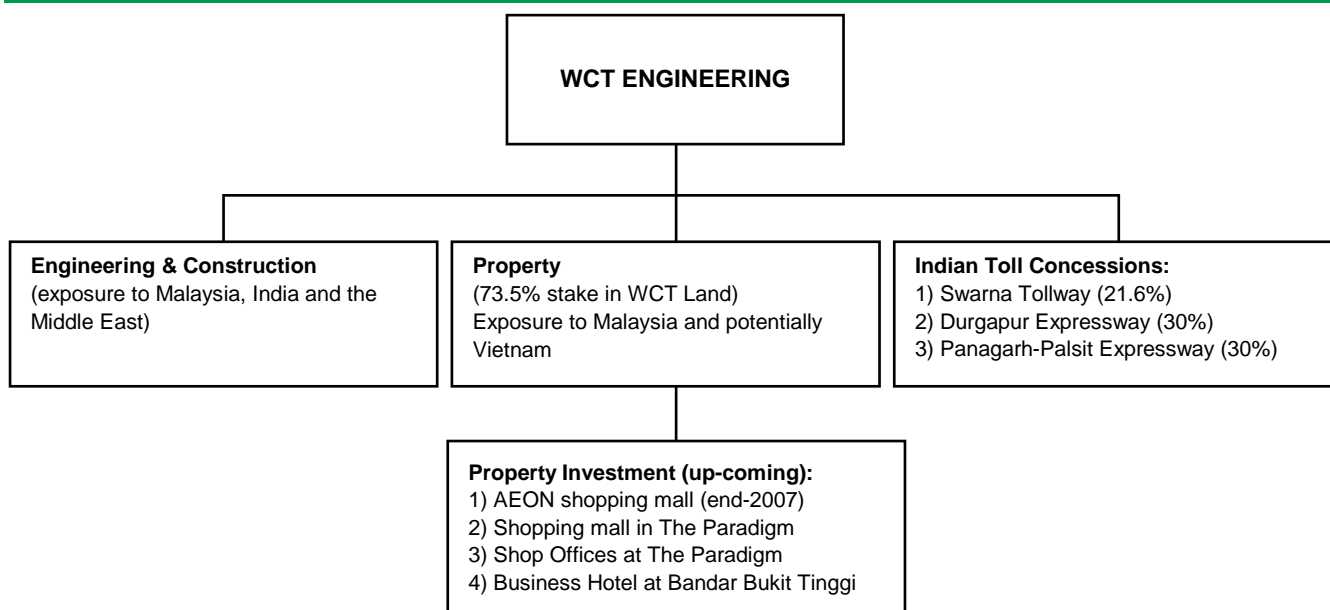 WCT ENGINEERING
Engineering & Construction
(exposure to Malaysia, India and the
Middle East)
Property
(73.5% stake in WCT Land)
Exposure to Malaysia and potentially
Vietnam
Indian Toll Concessions:
1) Swarna Tollway (21.6%)
2) Durgapur Expressway (30%)
3) Panagarh-Palsit Expressway (30%)
Property Investment (up-coming):
1) AEON shopping mall (end-2007)
2) Shopping mall in The Paradigm
3) Shop Offices at The Paradigm
4) Business Hotel at Bandar Bukit Tinggi